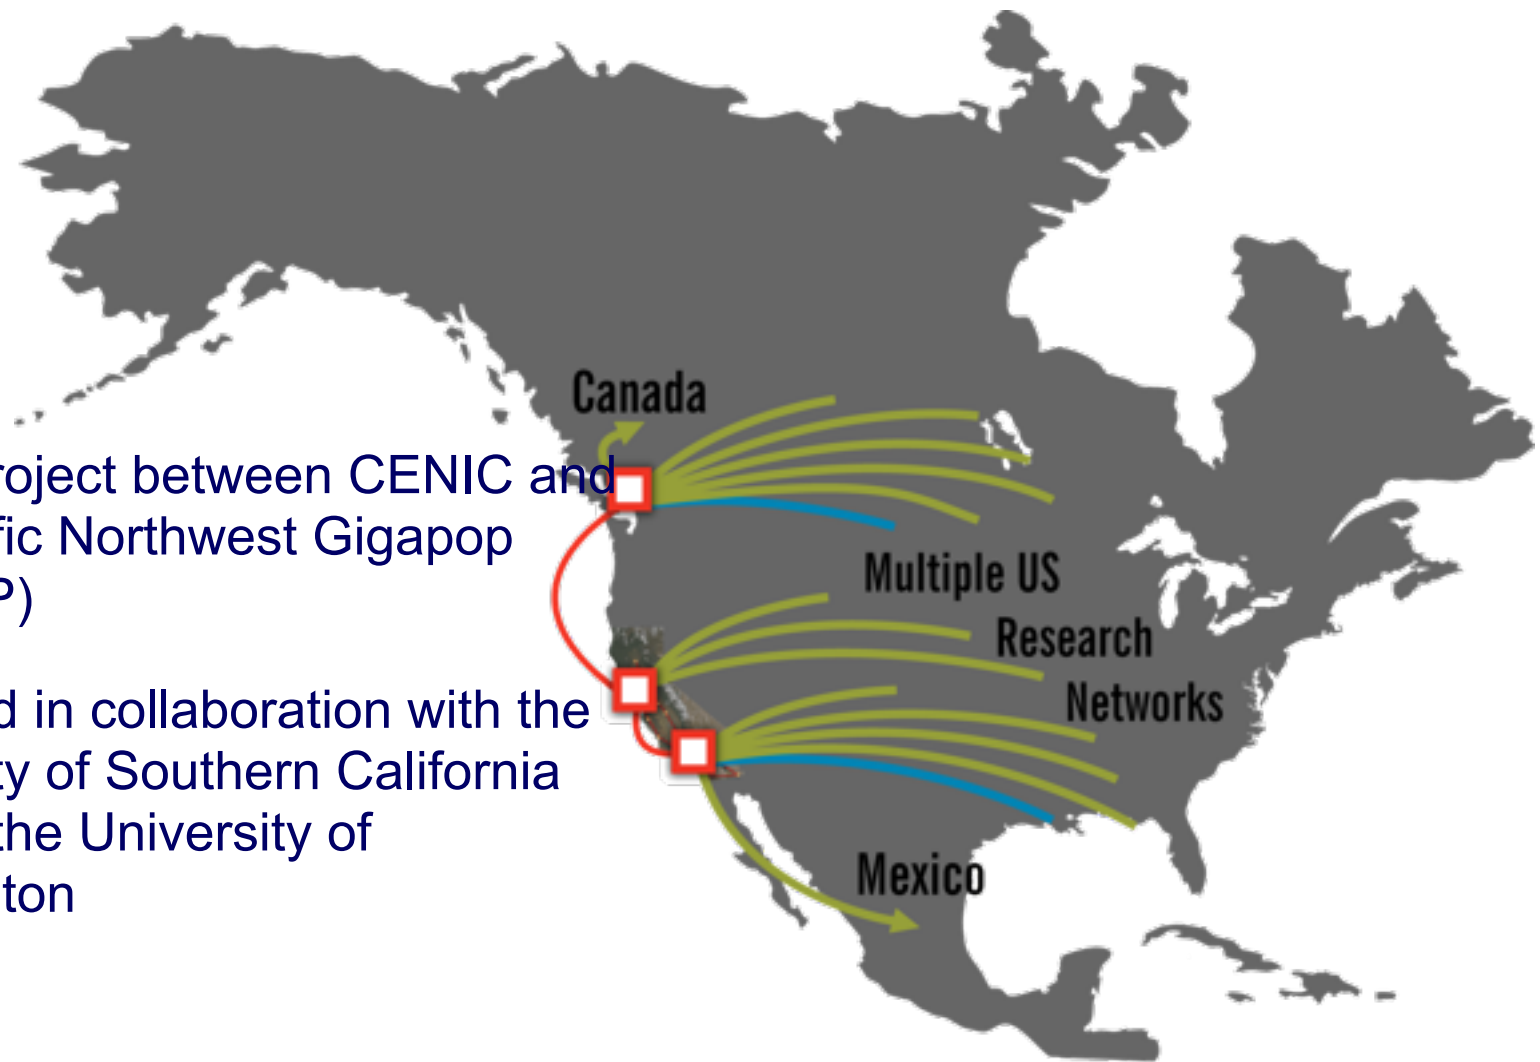 roject between CENIC and
fic Northwest Gigapop
P)
d in collaboration with the
ty of Southern California
the University of
ton
Canada
Multiple US
Research
Networks
Mexico